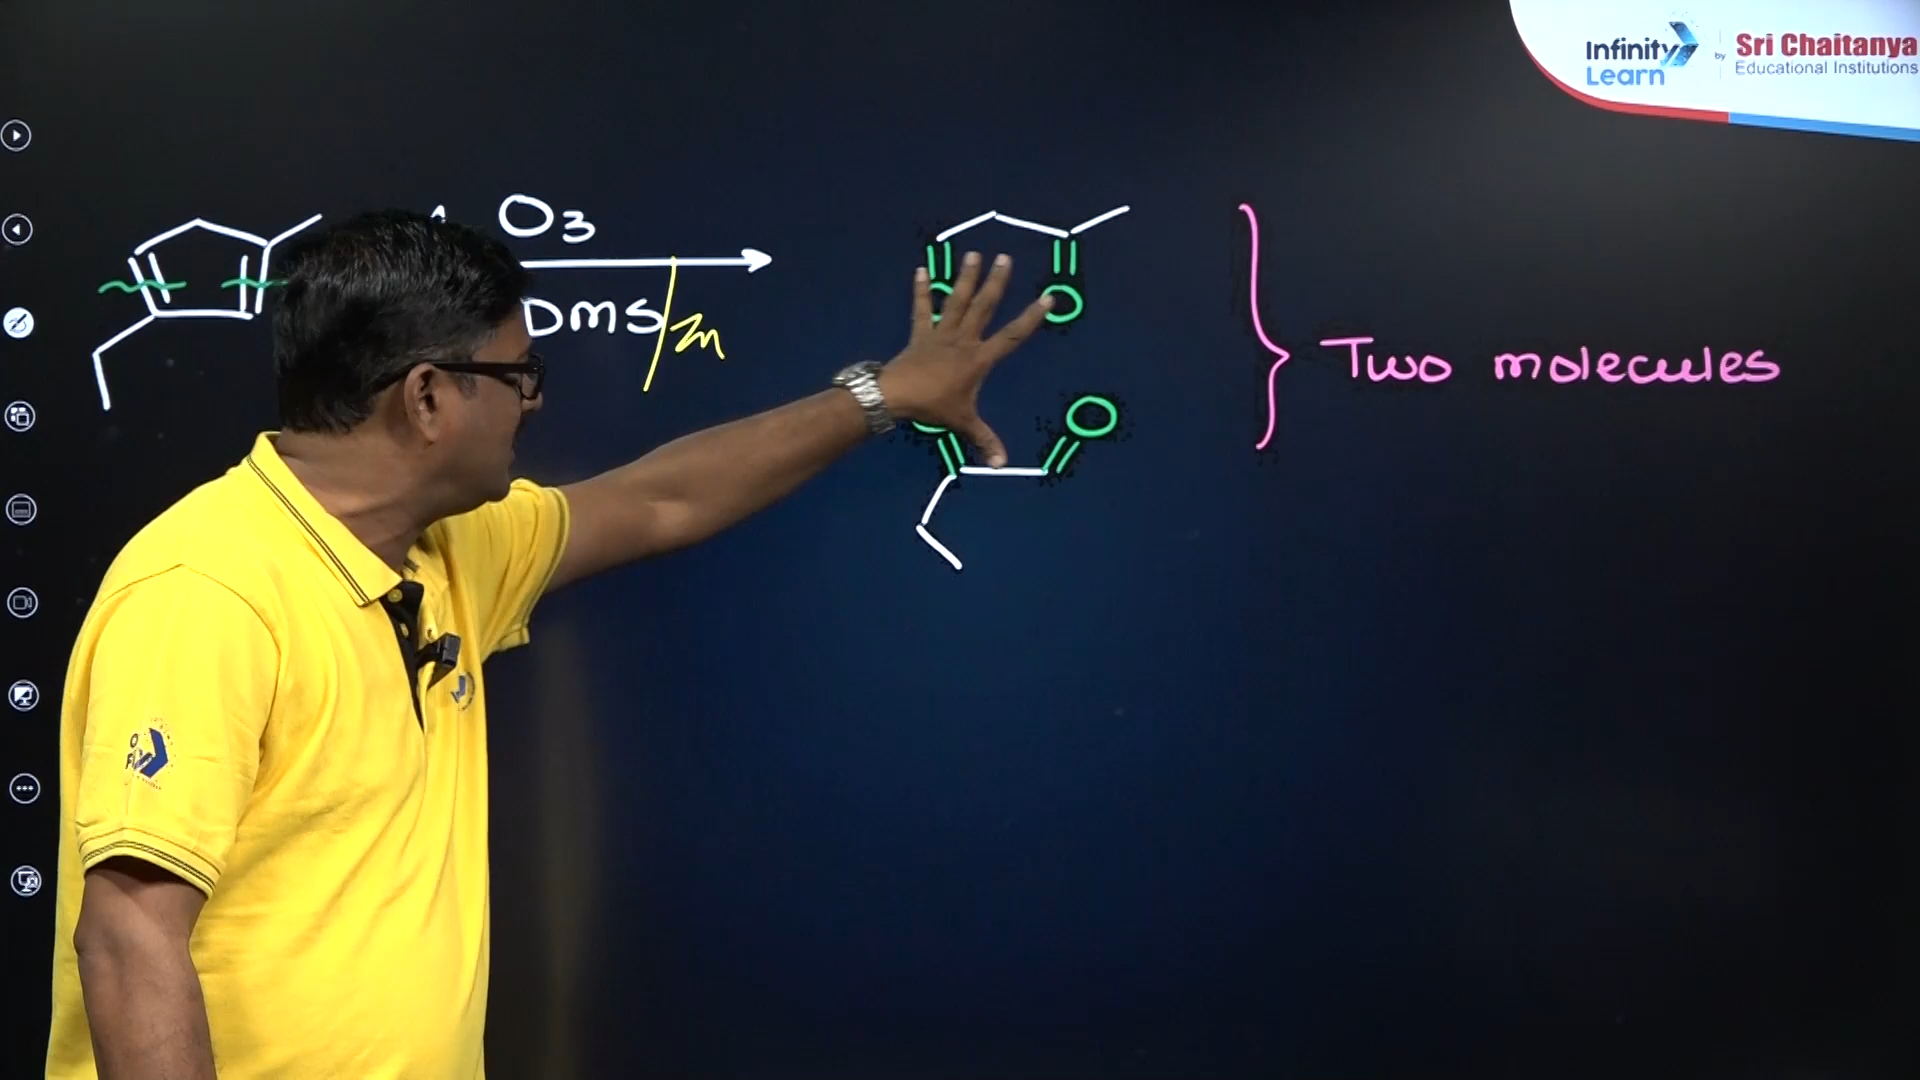 Infinity Learn by Sri Chaitanya Educational Institutions
O3
DMS/Zn
O
O
Two molecules